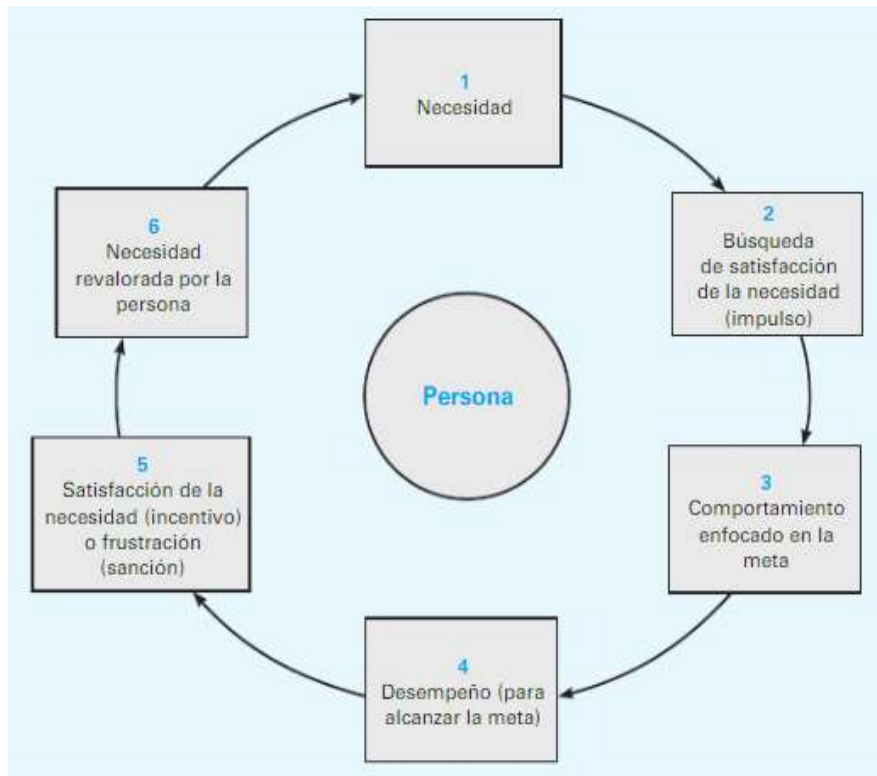 1
Necesidad
2
Búsqueda
de satisfacción
de la necesidad
(impulso)
3
Comportamiento
enfocado en la
meta
4
Desempeño (para
alcanzar la meta)
5
Satisfacción de la
necesidad (incentivo)
o frustración
(sanción)
6
Necesidad
revalorada por la
persona
Persona